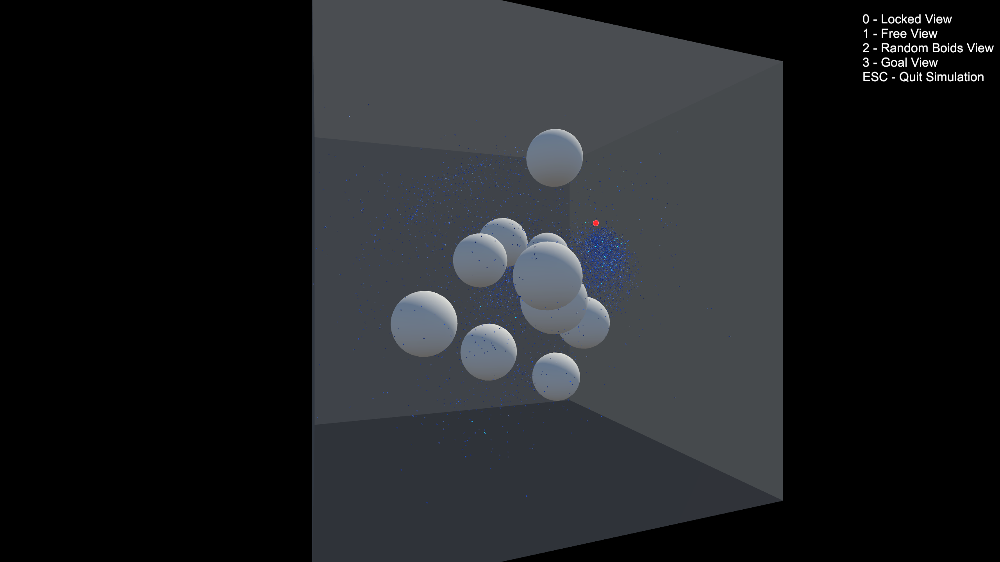 0 - Locked View
1 - Free View
2 - Random Boids View
3 - Goal View
ESC - Quit Simulation